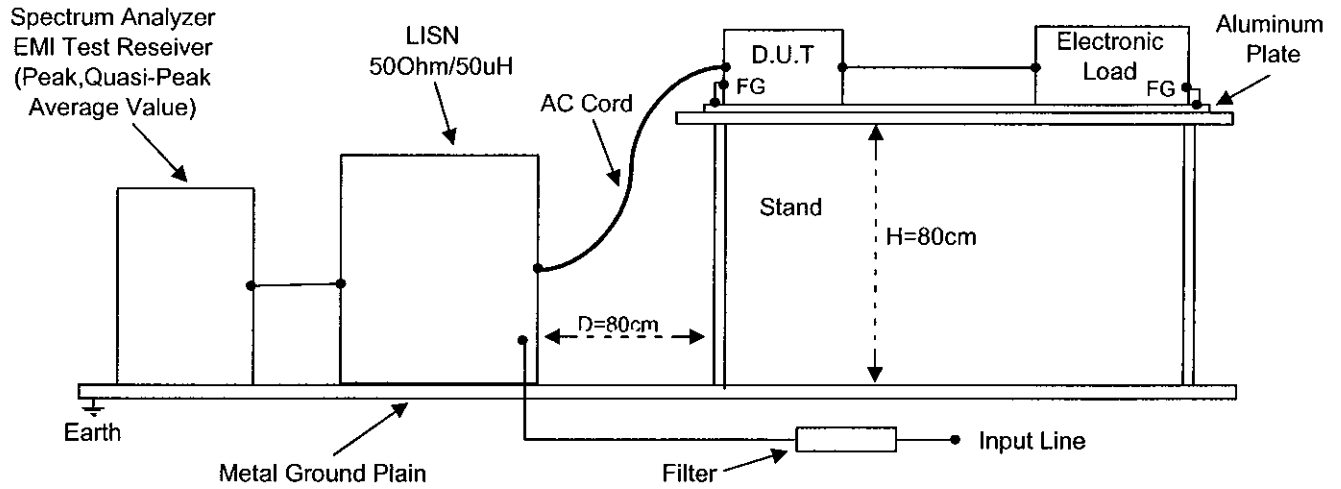 Spectrum Analyzer
EMI Test Reseiver
(Peak,Quasi-Peak
Average Value)
LISN
50Ohm/50uH
AC Cord
D.U.T
FG
Electronic
Load
FG
Aluminum
Plate
Stand
H=80cm
D=80cm
Earth
Metal Ground Plain
Filter
Input Line